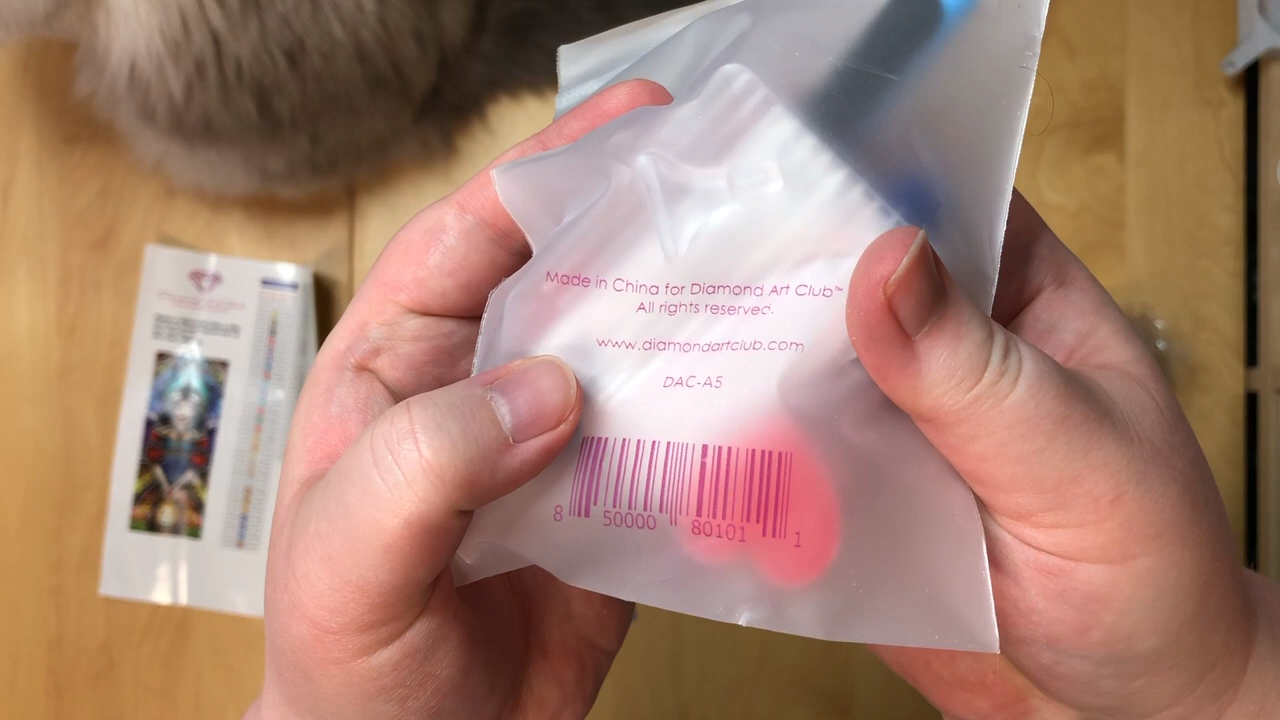 Made in China for Diamond Art Club™
All rights reserved.
www.diamondartclub.com
DAC-A5
8 50000 80101 1